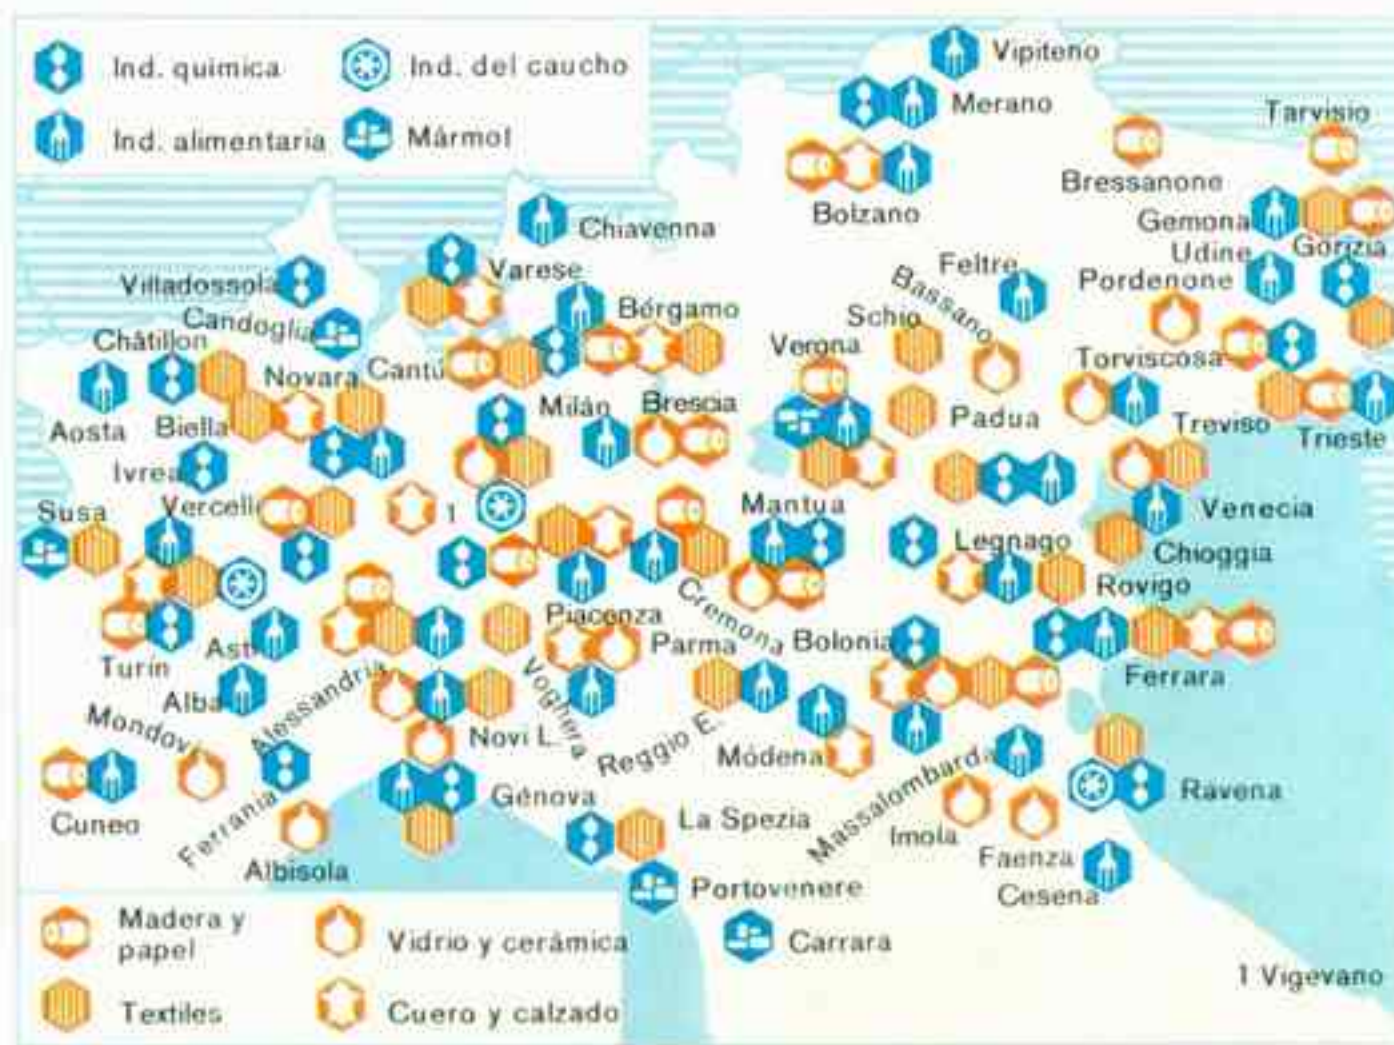 Ind. quimica
Ind. del caucho
Ind. alimentaria
Mármol
Vipiteno
Merano
Tarvisio
Bressanone
Bolzano
Gemona
Chiavenna
Udine
Gorizia
Feltre
Pordenone
Varese
Villadossola
Bassano
Candoglia
Bérgamo
Schio
Châtillon
Verona
Torviscosa
Novara
Cantú
Milán
Brescia
Padua
Treviso
Trieste
Aosta
Biella
Ivrea
Vercelli
Susa
1
Mantua
Venecia
Legnago
Chioggia
Rovigo
Cremona
Piacenza
Parma
Bolonia
Turin
Asti
Ferrara
Alba
Alessandria
Voghera
Mondovi
Novi L.
Reggio E.
Módena
Massalombarda
Ravena
Génova
Cuneo
Ferrania
La Spezia
Imola
Albisola
Faenza
Cesena
Portovenere
Carrara
Madera y
papel
Vidrio y cerámica
Textiles
Cuero y calzado
1 Vigevano